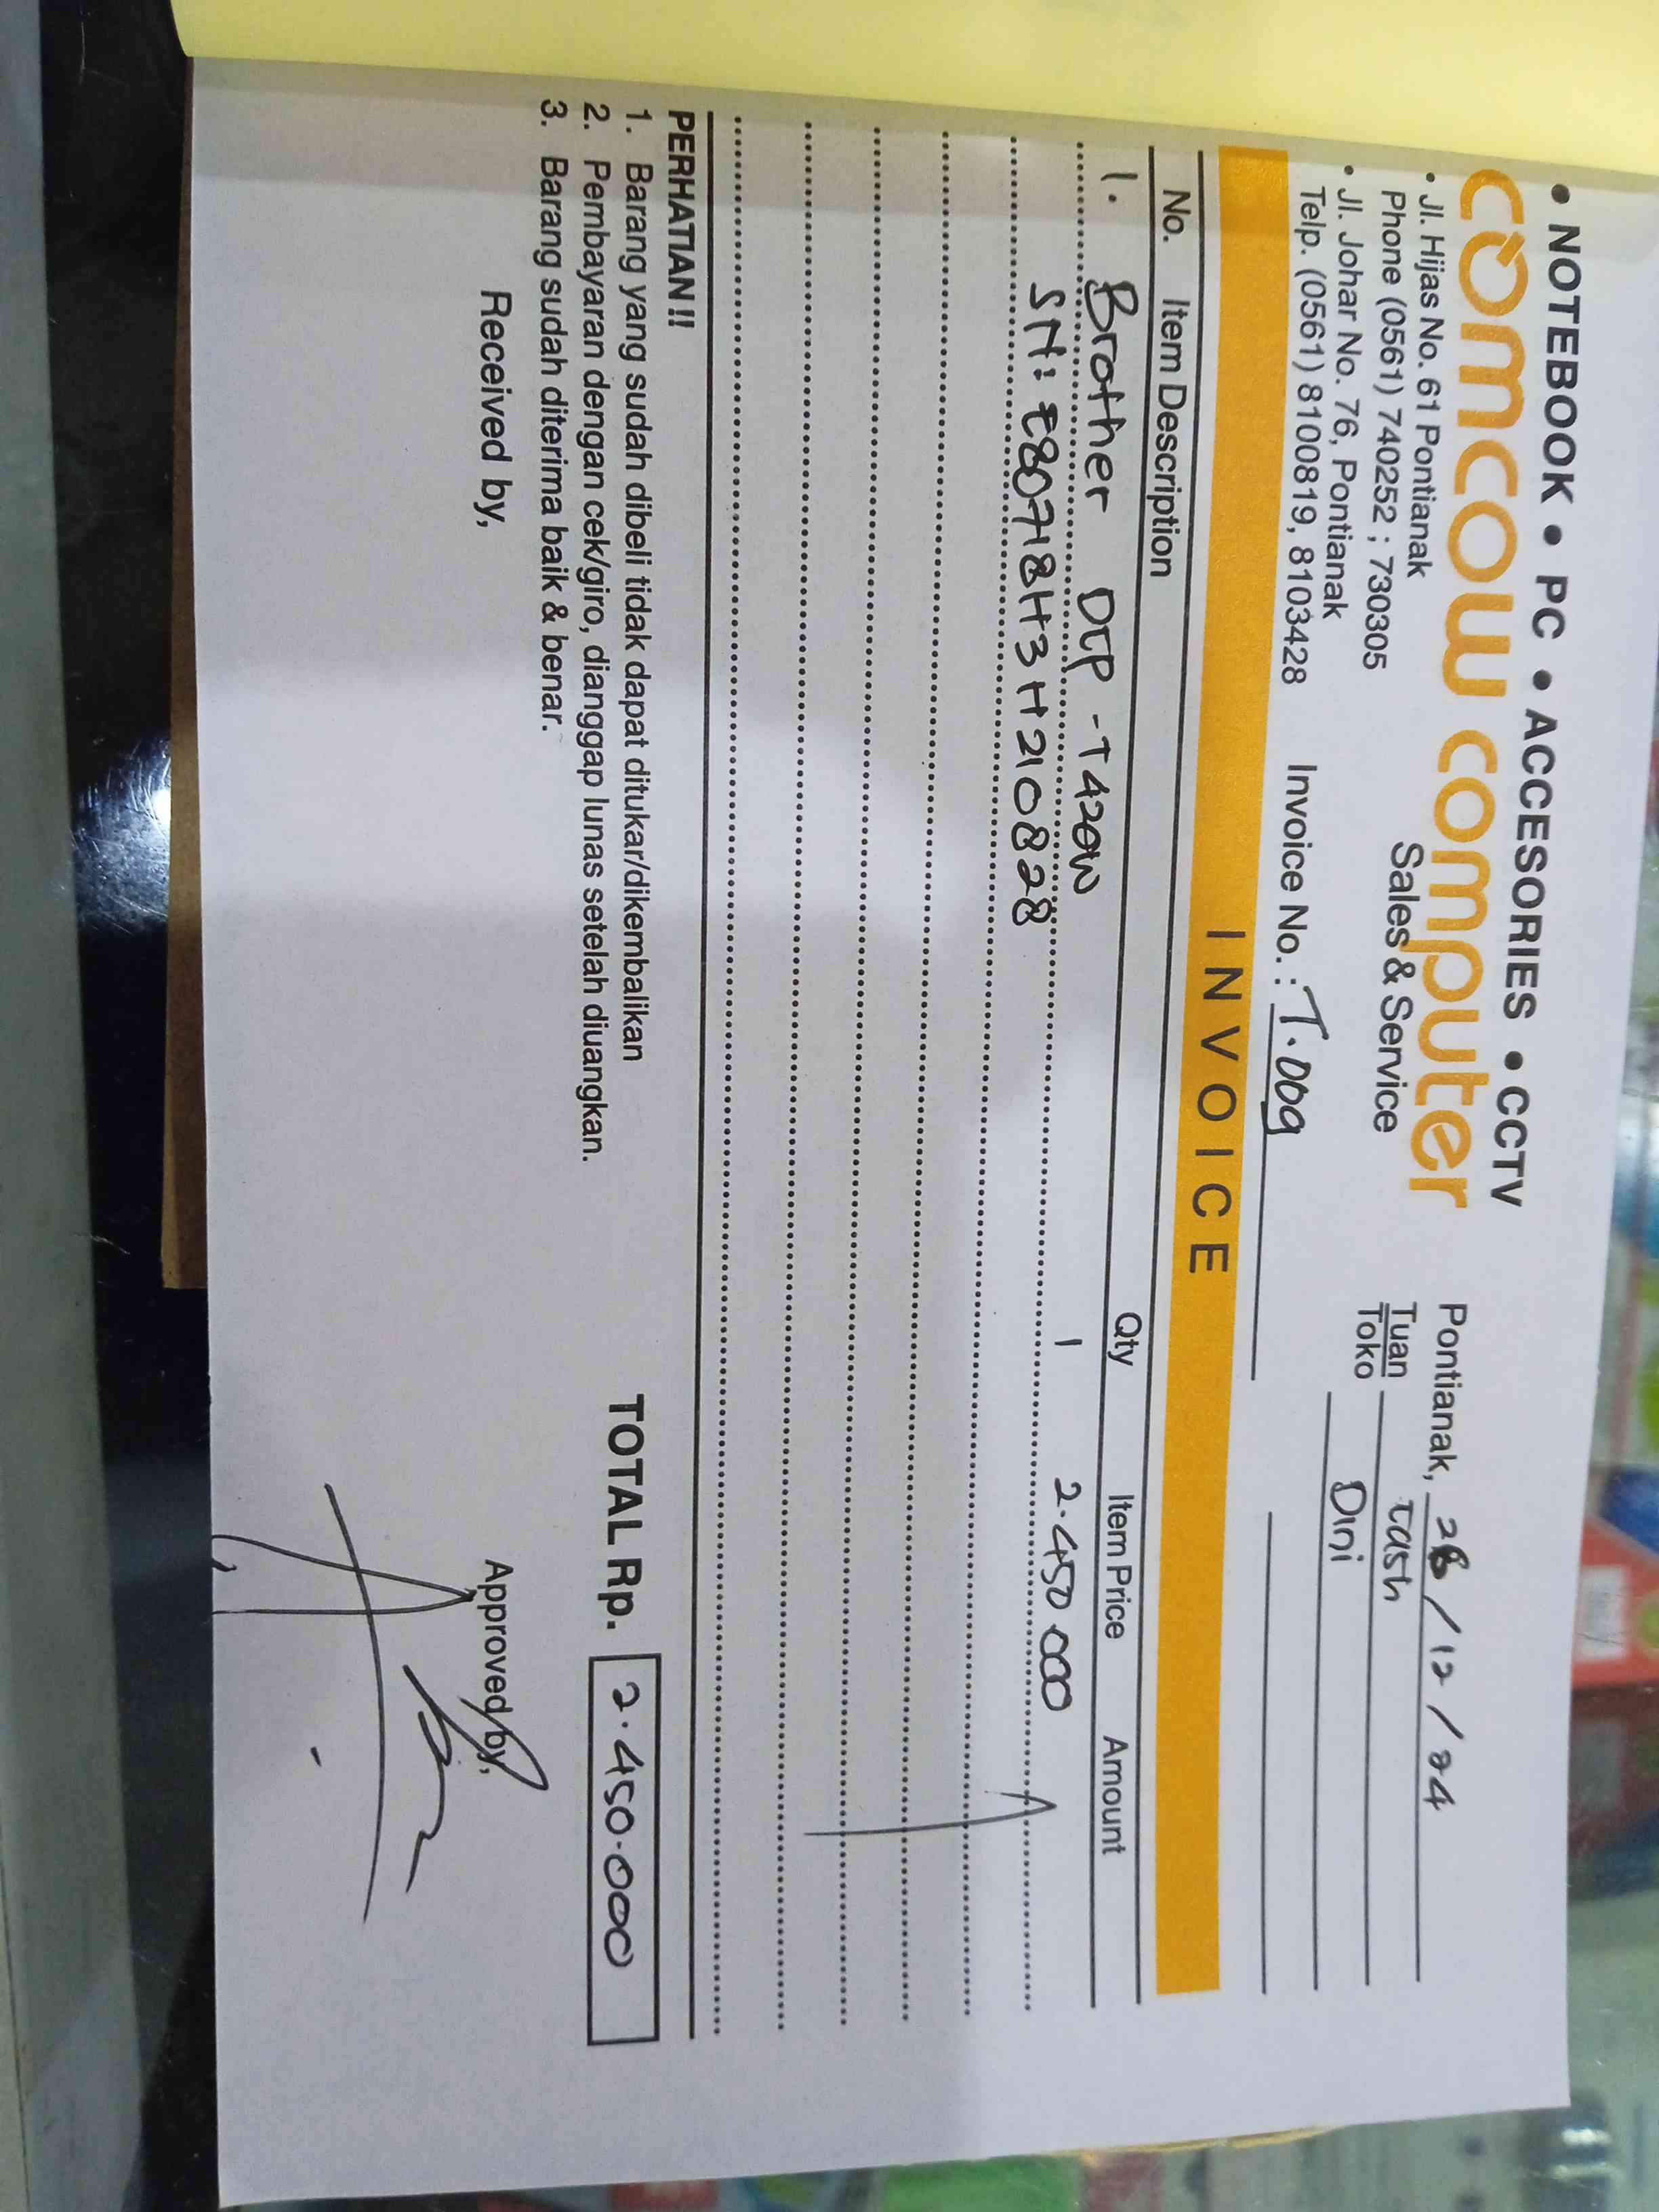 • NOTEBOOK • PC • ACCESSORIES • CCTV
comcow computer
Sales & Service
• Jl. Hijas No. 61 Pontianak
Phone (0561) 740252 ; 730305
• Jl. Johar No. 76, Pontianak
Telp. (0561) 8100819, 8103428
Invoice No. : T.009
Pontianak, 28/12/24
Tuan
Toko
Cash
Dini
INVOICE
No. Item Description Qty Item Price Amount
1. Brother DCP-T420W 1 2.450.000
SN: E80718H3H210828
PERHATIAN!!
1. Barang yang sudah dibeli tidak dapat ditukar/dikembalikan
2. Pembayaran dengan cek/giro, dianggap lunas setelah diuangkan.
3. Barang sudah diterima baik & benar.
TOTAL Rp. 2.450.000
Received by, Approved by,